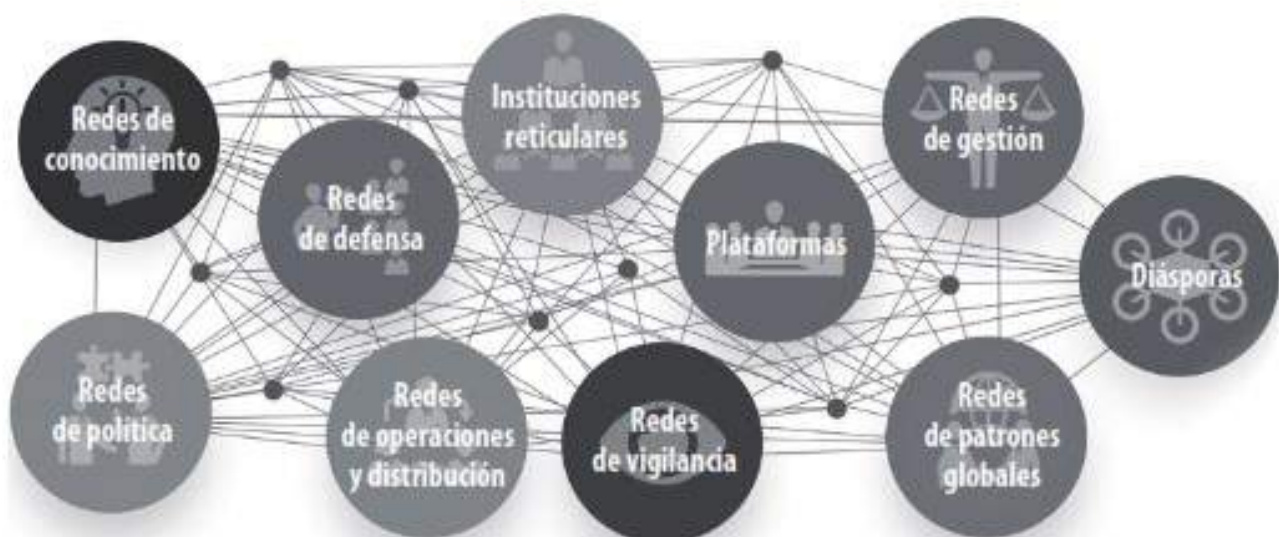 Redes de
conocimiento
Redes
de defensa
Instituciones
reticulares
Plataformas
Redes
de gestión
Diásporas
Redes
de política
Redes
de operaciones
y distribución
Redes
de vigilancia
Redes
de patrones
globales